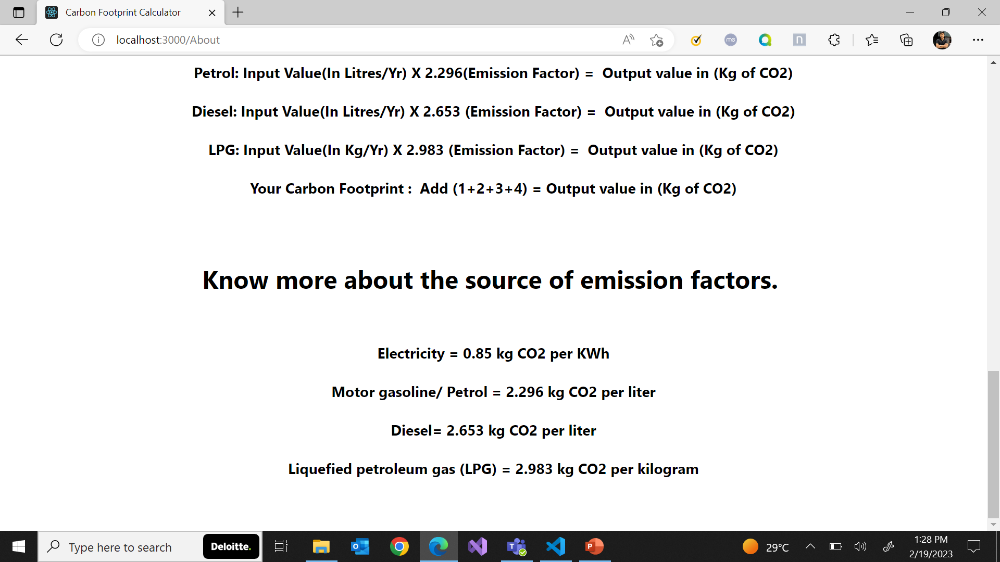 Carbon Footprint Calculator
localhost:3000/About
me
n
Petrol: Input Value(In Litres/Yr) X 2.296(Emission Factor) = Output value in (Kg of CO2)
Diesel: Input Value(In Litres/Yr) X 2.653 (Emission Factor) = Output value in (Kg of CO2)
LPG: Input Value(In Kg/Yr) X 2.983 (Emission Factor) = Output value in (Kg of CO2)
Your Carbon Footprint : Add (1+2+3+4) = Output value in (Kg of CO2)
Know more about the source of emission factors.
Electricity = 0.85 kg CO2 per KWh
Motor gasoline/ Petrol = 2.296 kg CO2 per liter
Diesel= 2.653 kg CO2 per liter
Liquefied petroleum gas (LPG) = 2.983 kg CO2 per kilogram
Type here to search
Deloitte.
29°C
1:28 PM
2/19/2023